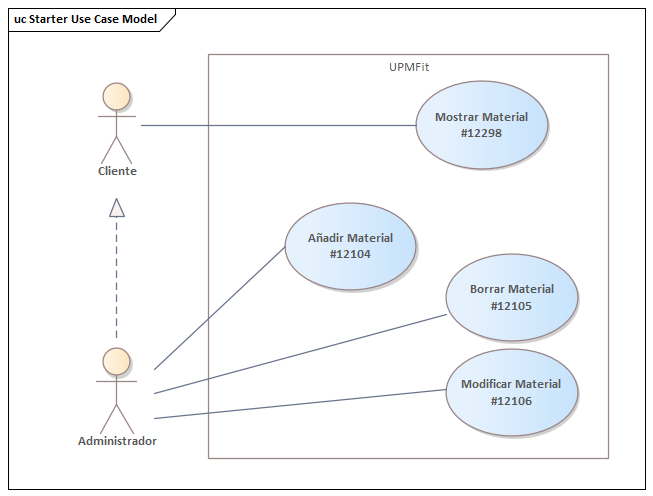 uc Starter Use Case Model
UPMFit
Mostrar Material
#12298
Cliente
Añadir Material
#12104
Borrar Material
#12105
Modificar Material
#12106
Administrador